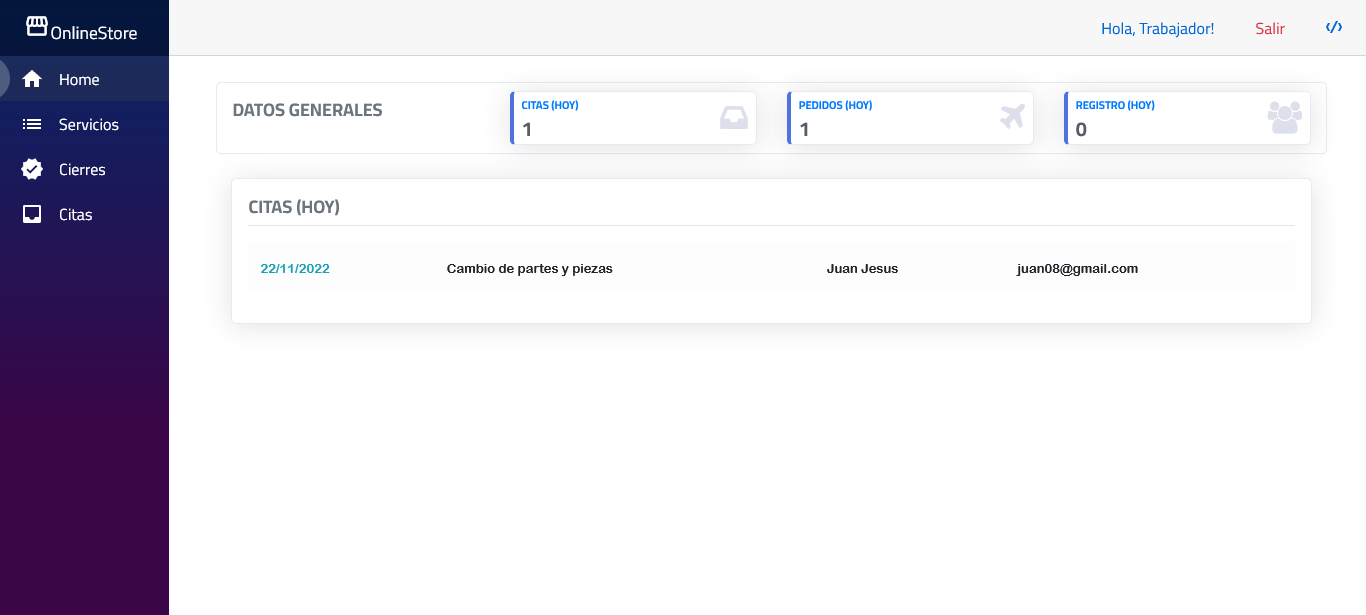 OnlineStore
Hola, Trabajador!
Salir
Home
Servicios
Cierres
Citas
DATOS GENERALES
CITAS (HOY)
1
PEDIDOS (HOY)
1
REGISTRO (HOY)
0
CITAS (HOY)
22/11/2022 Cambio de partes y piezas Juan Jesus juan08@gmail.com